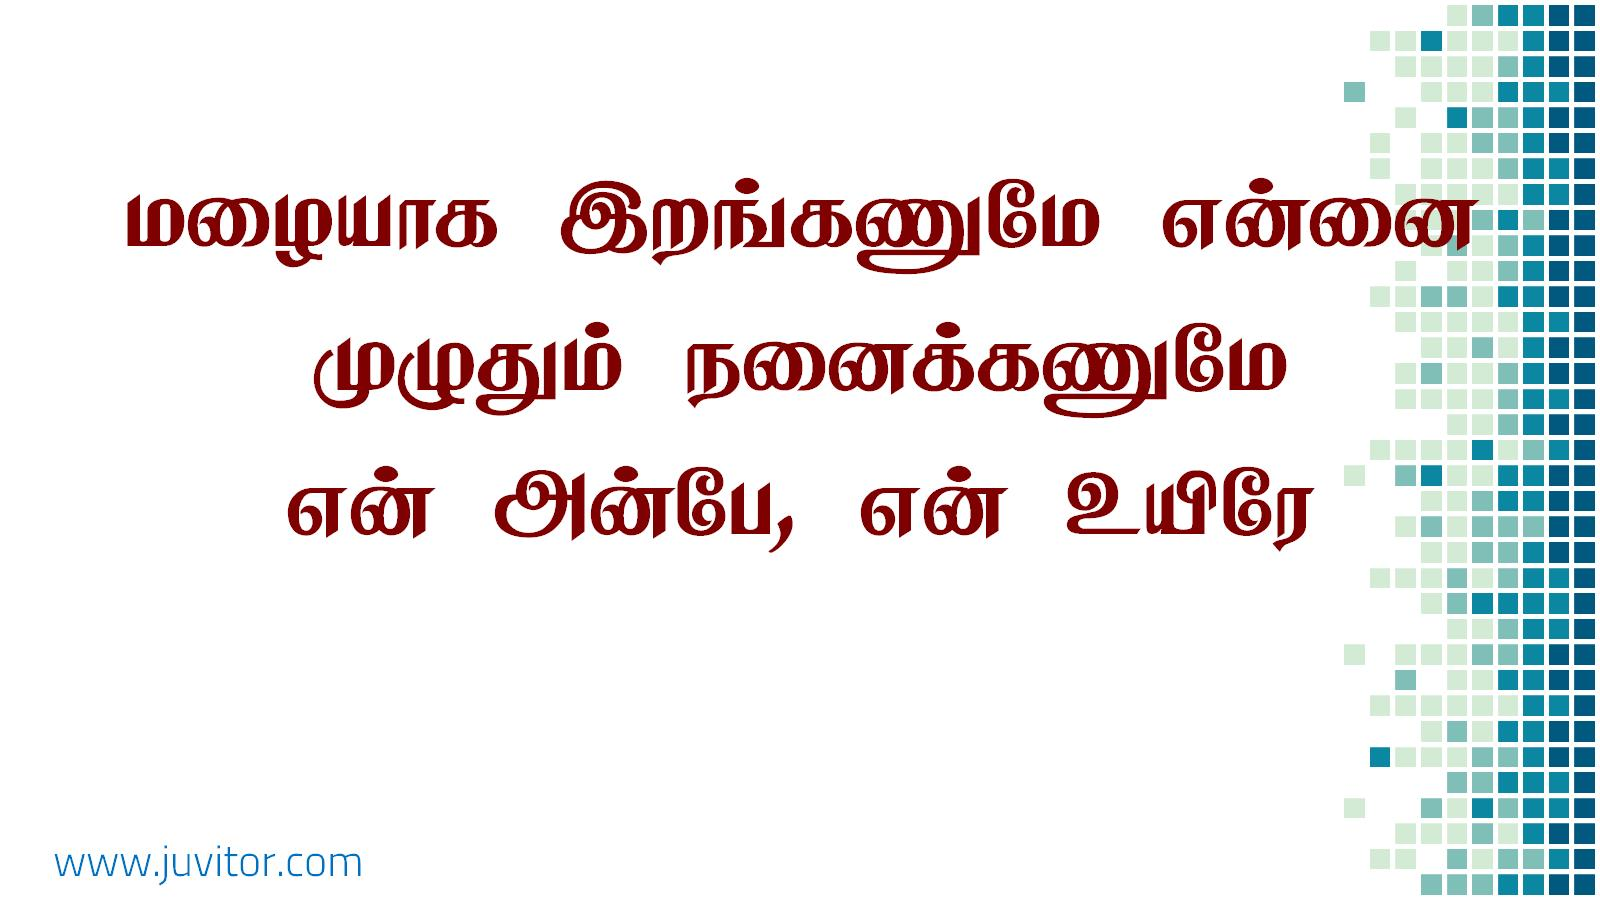 மழையாக இறங்கணுமே என்னை
முழுதும் நனைக்கணுமே
என் அன்பே, என் உயிரே
www.juvitor.com